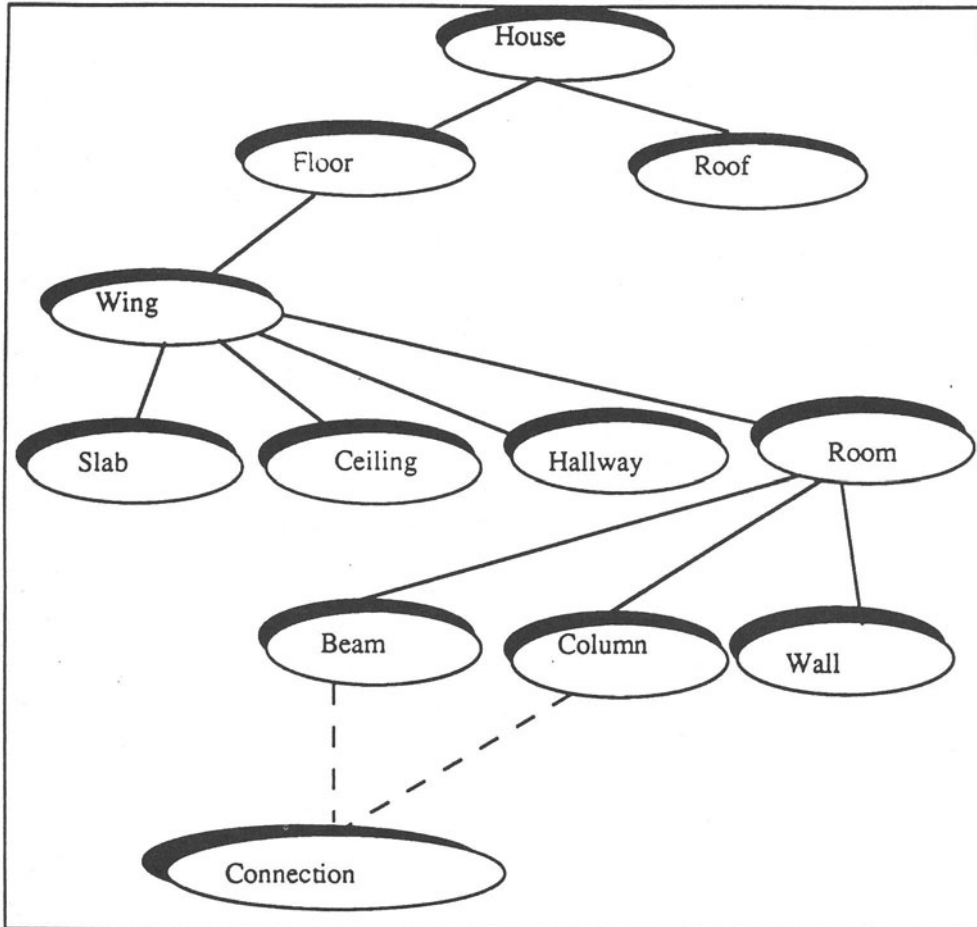 House
Floor
Roof
Wing
Slab
Ceiling
Hallway
Room
Beam
Column
Wall
Connection